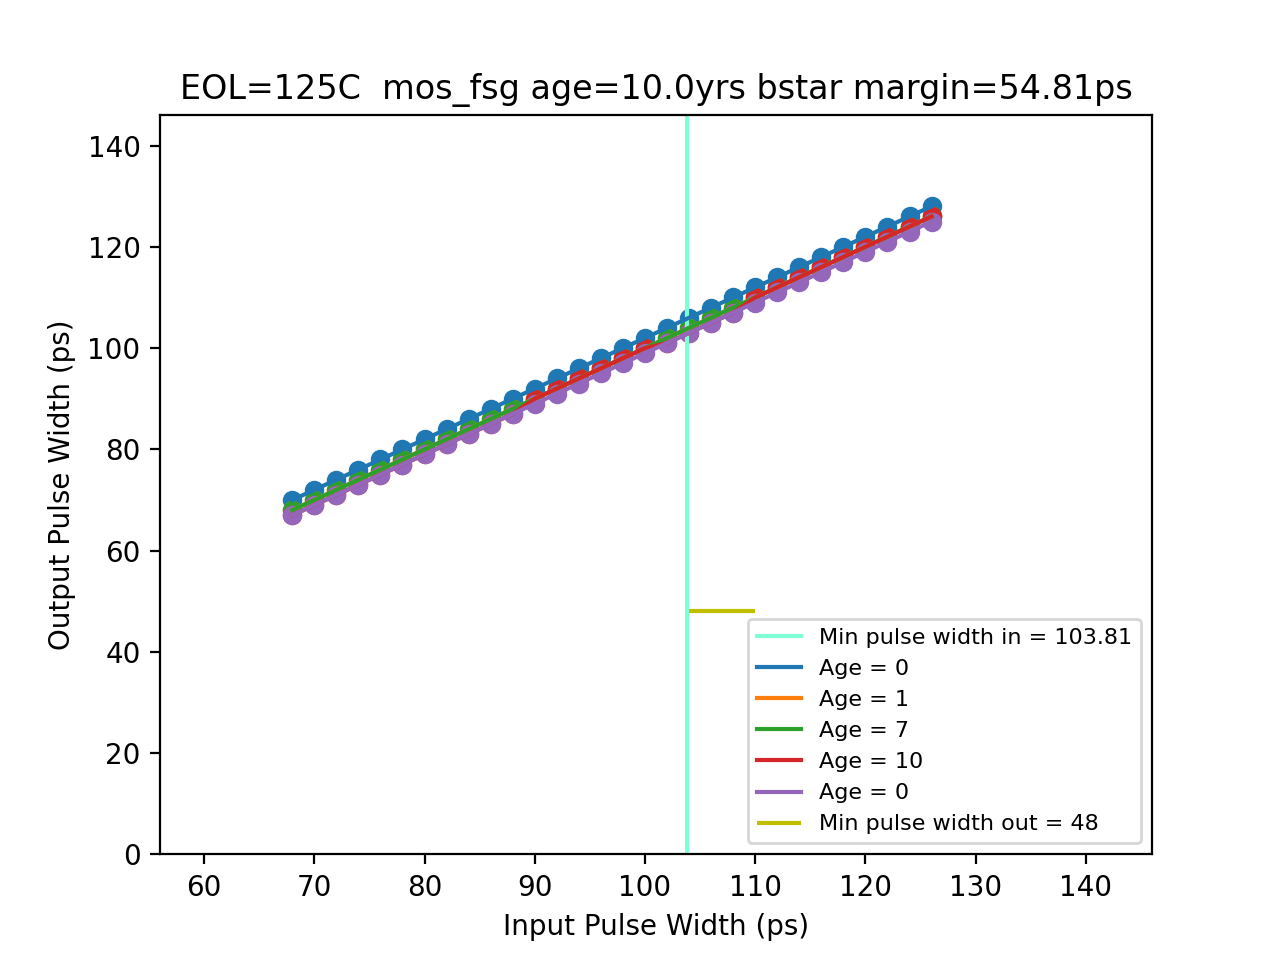 EOL=125C  mos_fsg age=10.0yrs bstar margin=54.81ps
Output Pulse Width (ps)
140
120
100
80
60
40
20
0
60 70 80 90 100 110 120 130 140
Input Pulse Width (ps)
Min pulse width in = 103.81
Age = 0
Age = 1
Age = 7
Age = 10
Age = 0
Min pulse width out = 48